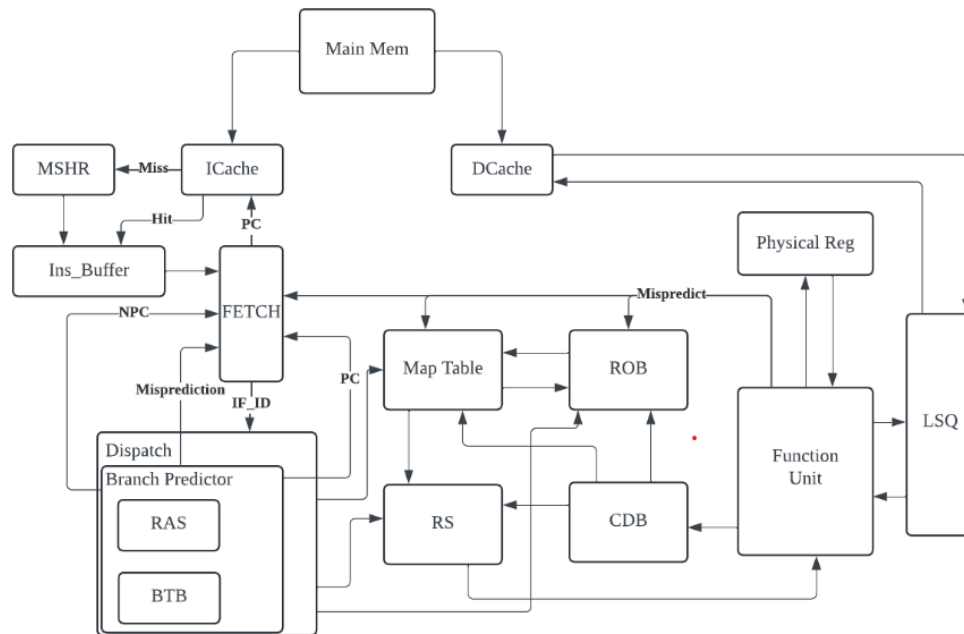 Main Mem
MSHR
Miss
ICache
DCache
Hit
PC
Ins_Buffer
Physical Reg
NPC
FETCH
Mispredict
Map Table
ROB
PC
Misprediction
IF_ID
LSQ
Dispatch
Function
Unit
Branch Predictor
RAS
RS
CDB
BTB